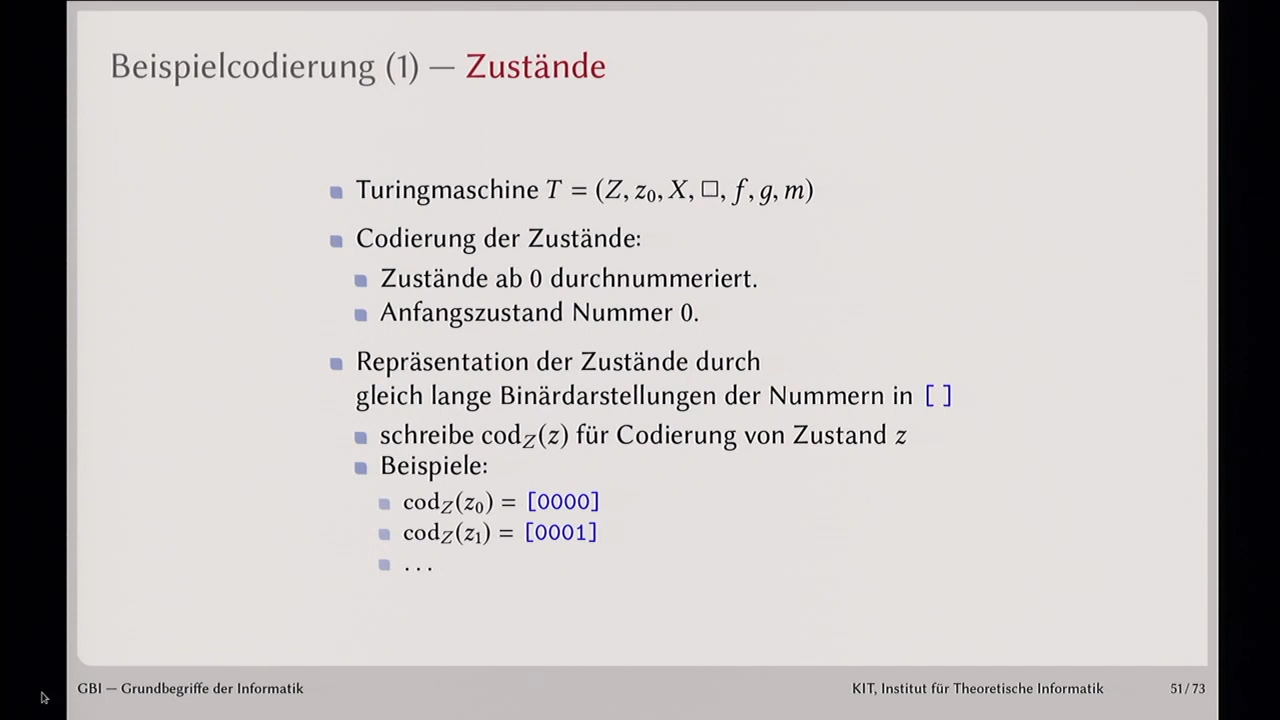 Beispielcodierung (1) — Zustände
Turingmaschine T = (Z, z₀, X, □, f, g, m)
Codierung der Zustände:
Zustände ab 0 durchnummeriert.
Anfangszustand Nummer 0.
Repräsentation der Zustände durch
gleich lange Binärdarstellungen der Nummern in [ ]
schreibe cod_Z(z) für Codierung von Zustand z
Beispiele:
cod_Z(z₀) = [0000]
cod_Z(z₁) = [0001]
...
GBI — Grundbegriffe der Informatik KIT, Institut für Theoretische Informatik 51/73